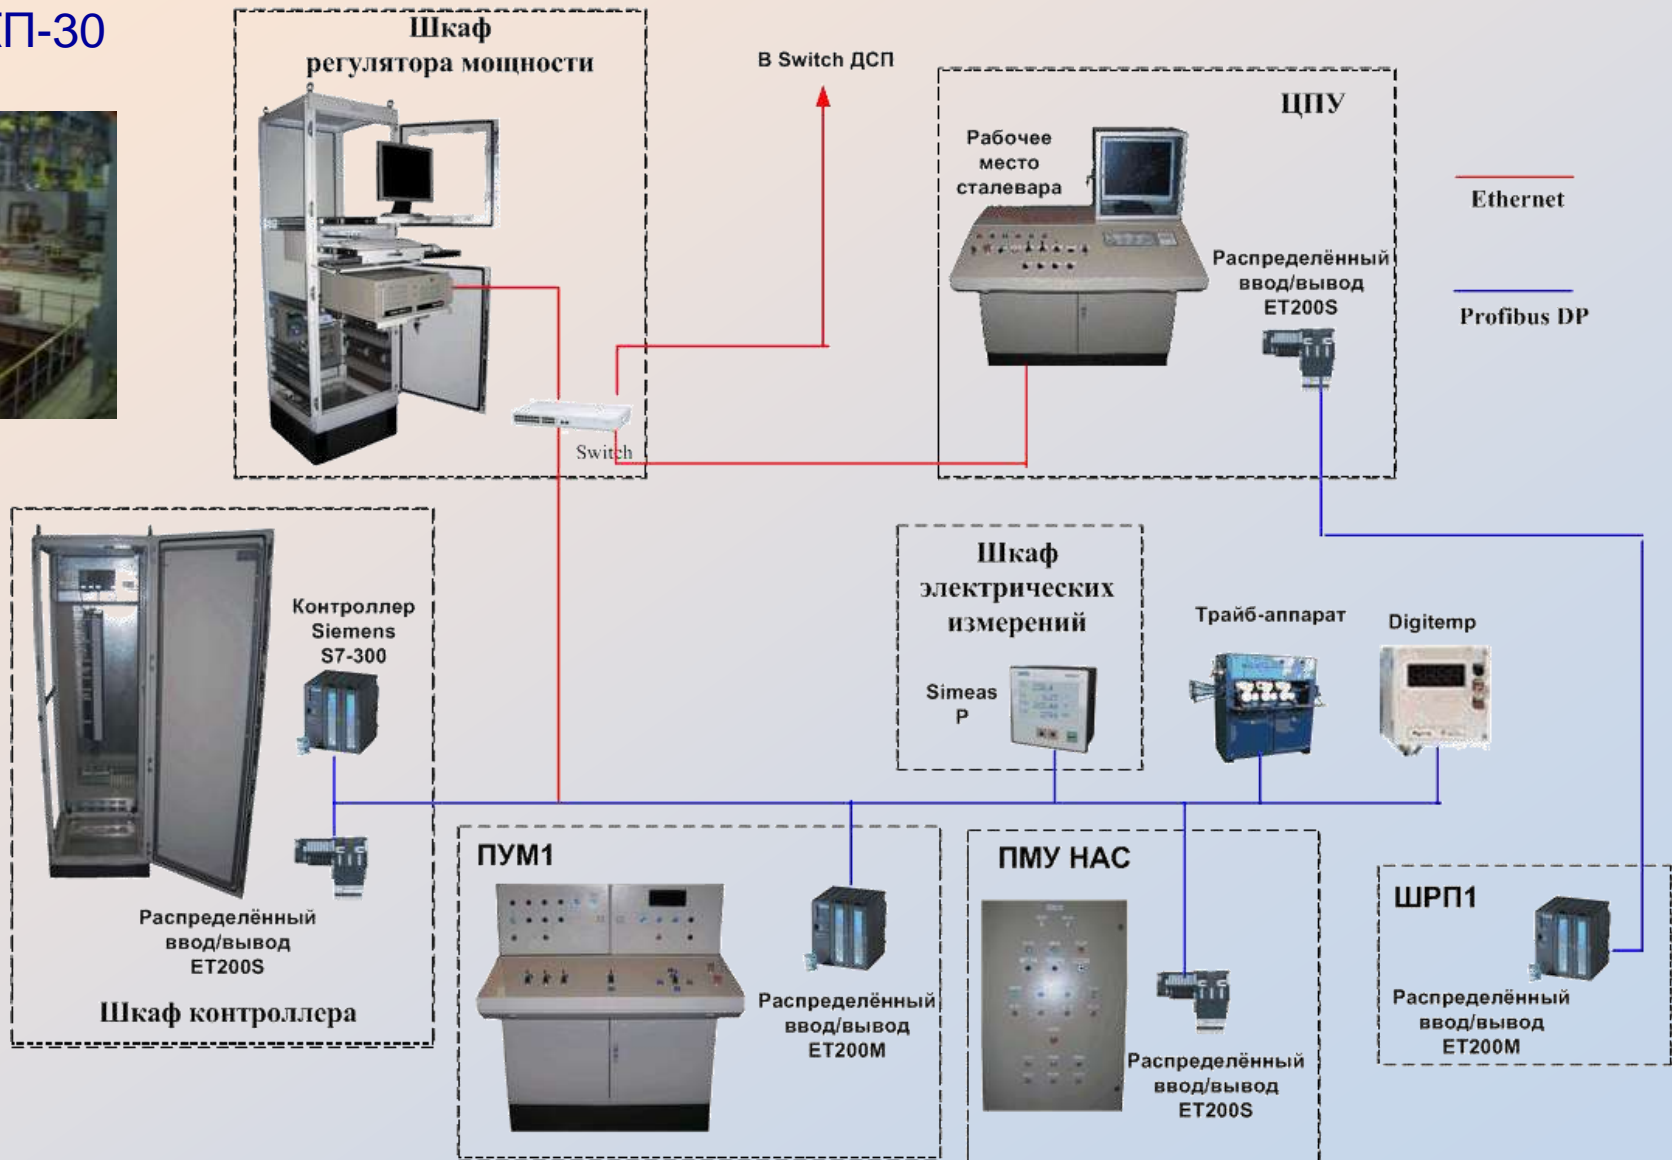 КП-30
Шкаф
регулятора мощности
В Switch ДСП
ЦПУ
Рабочее
место
сталевара
Ethernet
Распределённый
ввод/вывод
ET200S
Profibus DP
Switch
Контроллер
Siemens
S7-300
Распределённый
ввод/вывод
ET200S
Шкаф контроллера
Шкаф
электрических
измерений
Simeas
P
Трайб-аппарат
Digitemp
ПУМ1
Распределённый
ввод/вывод
ET200M
ПМУ НАС
Распределённый
ввод/вывод
ET200S
ШРП1
Распределённый
ввод/вывод
ET200M